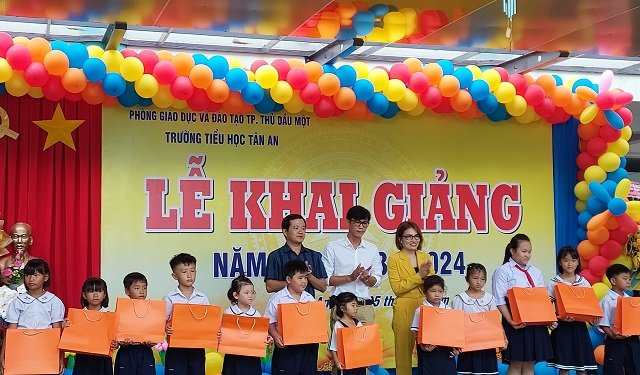 PHÒNG GIÁO DỤC VÀ ĐÀO TẠO TP. THỦ DẦU MỘT
TRƯỜNG TIỂU HỌC TÂN AN
LỄ KHAI GIẢNG
NĂM 3 2024